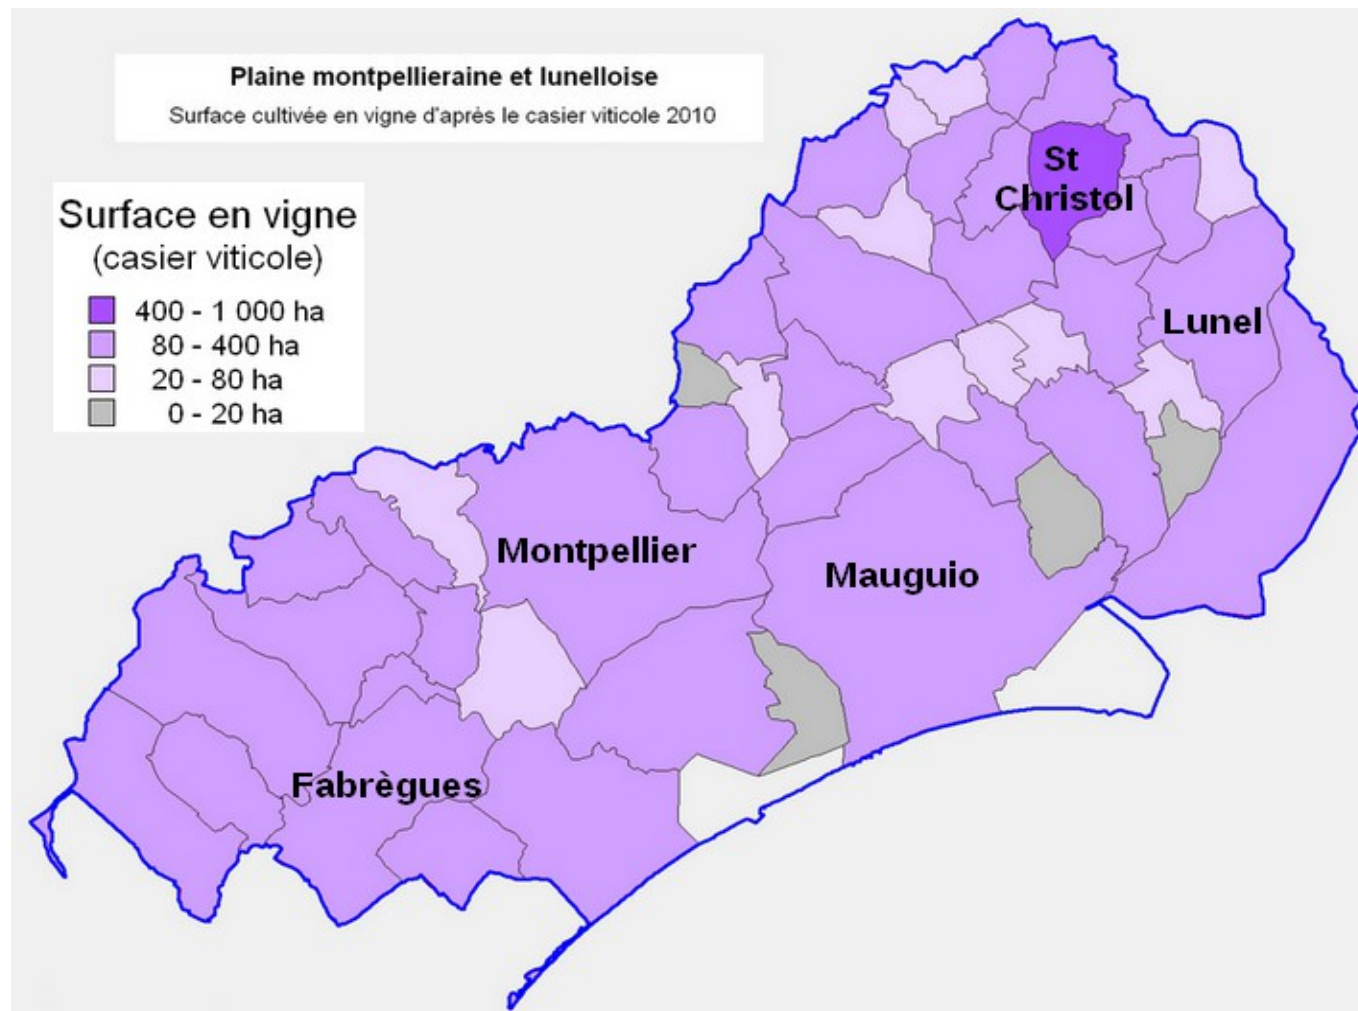 Plaine montpellieraine et lunelloise
Surface cultivée en vigne d'après le casier viticole 2010
Surface en vigne
(casier viticole)
400 - 1 000 ha
80 - 400 ha
20 - 80 ha
0 - 20 ha
St
Christol
Lunel
Montpellier
Mauguio
Fabrègues